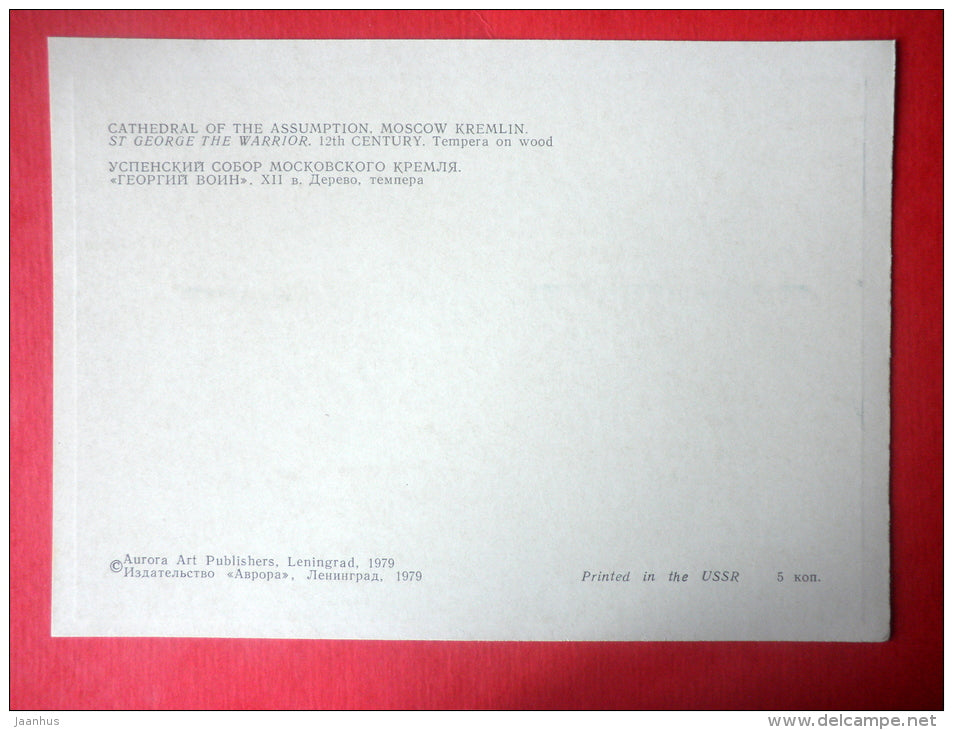 CATHEDRAL OF THE ASSUMPTION, MOSCOW KREMLIN.
ST GEORGE THE WARRIOR. 12th CENTURY. Tempera on wood
УСПЕНСКИЙ СОБОР МОСКОВСКОГО КРЕМЛЯ.
«ГЕОРГИЙ ВОИН». XII в. Дерево, темпера
© Aurora Art Publishers, Leningrad, 1979
Издательство «Аврора», Ленинград, 1979
Printed in the USSR 5 коп.
Jaanhus
www.delcampe.net